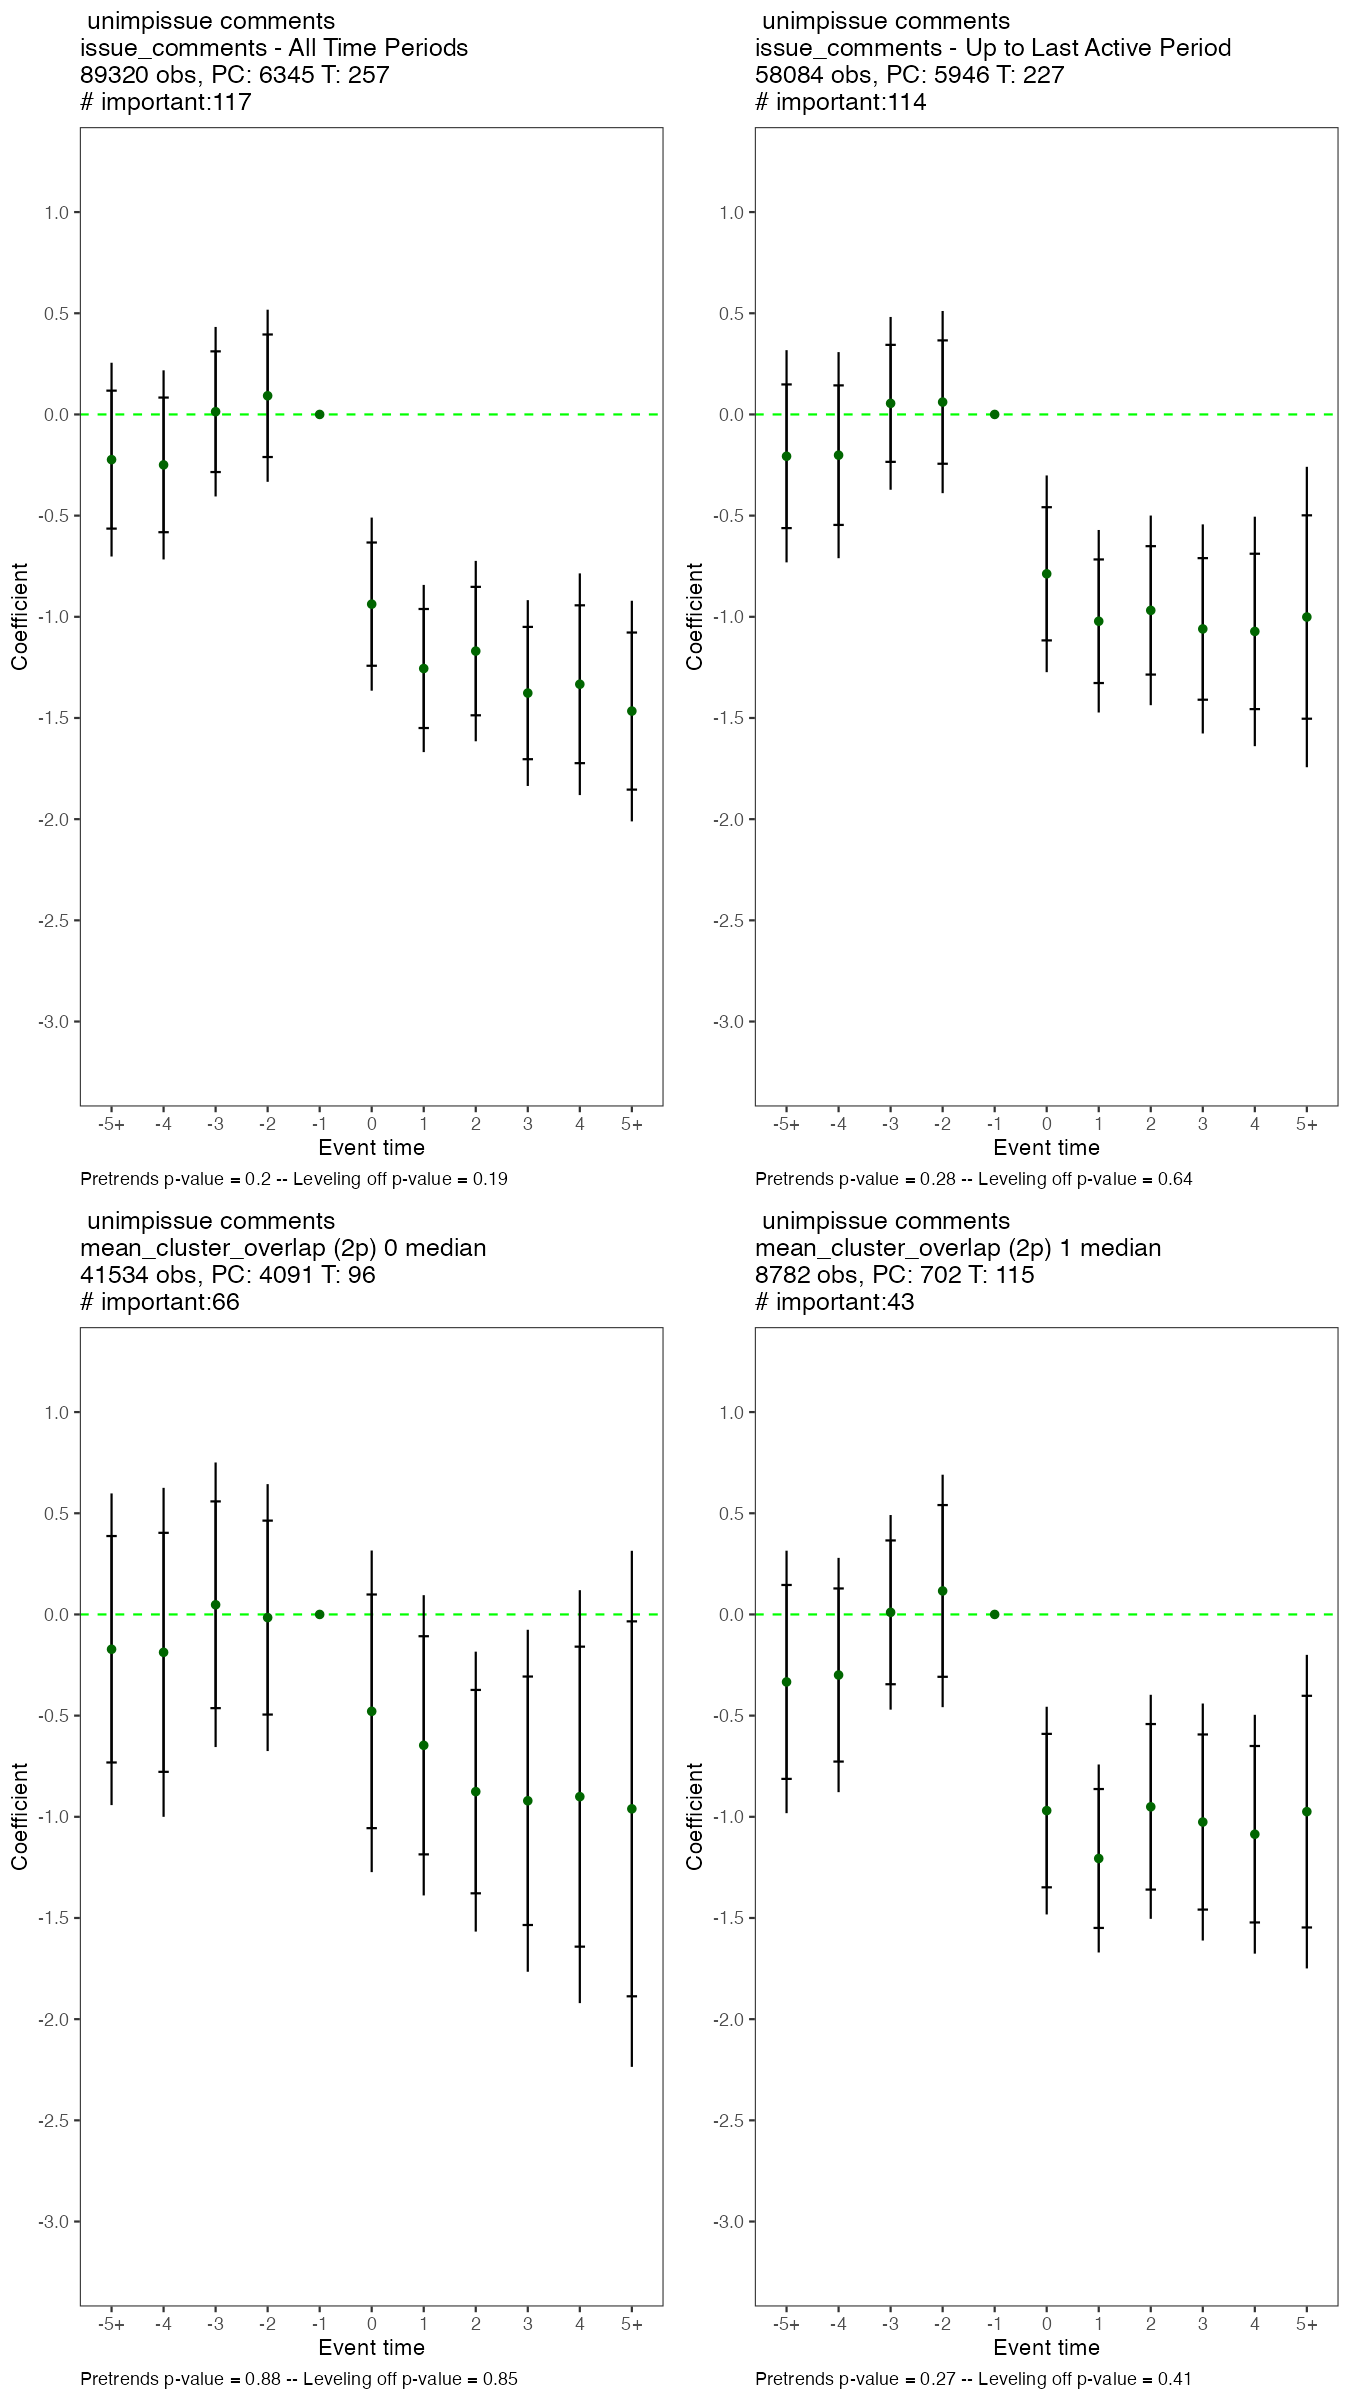 unimpissue comments
issue_comments - All Time Periods
89320 obs, PC: 6345 T: 257
# important:117
1.0
0.5
0.0
-0.5
-1.0
-1.5
-2.0
-2.5
-3.0
Coefficient
-5+ -4 -3 -2 -1 0 1 2 3 4 5+
Event time
Pretrends p-value = 0.2 -- Leveling off p-value = 0.19
unimpissue comments
issue_comments - Up to Last Active Period
58084 obs, PC: 5946 T: 227
# important:114
1.0
0.5
0.0
-0.5
-1.0
-1.5
-2.0
-2.5
-3.0
Coefficient
-5+ -4 -3 -2 -1 0 1 2 3 4 5+
Event time
Pretrends p-value = 0.28 -- Leveling off p-value = 0.64
unimpissue comments
mean_cluster_overlap (2p) 0 median
41534 obs, PC: 4091 T: 96
# important:66
1.0
0.5
0.0
-0.5
-1.0
-1.5
-2.0
-2.5
-3.0
Coefficient
-5+ -4 -3 -2 -1 0 1 2 3 4 5+
Event time
Pretrends p-value = 0.88 -- Leveling off p-value = 0.85
unimpissue comments
mean_cluster_overlap (2p) 1 median
8782 obs, PC: 702 T: 115
# important:43
1.0
0.5
0.0
-0.5
-1.0
-1.5
-2.0
-2.5
-3.0
Coefficient
-5+ -4 -3 -2 -1 0 1 2 3 4 5+
Event time
Pretrends p-value = 0.27 -- Leveling off p-value = 0.41